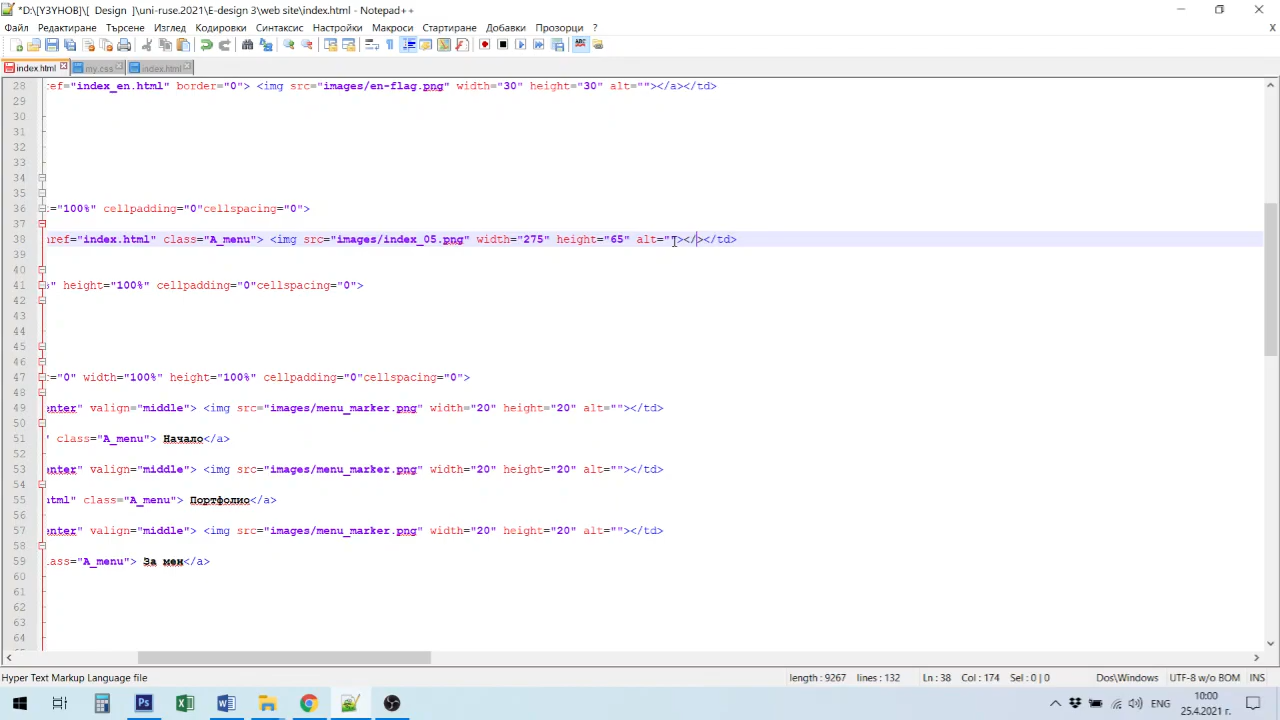 *D:\[УЗУНОВ]\[_ Design _]\uni-ruse.2021\E-design 3\web site\index.html - Notepad++
Файл Редактиране Търсене Изглед Кодировки Синтаксис Настройки Макроси Стартиране Добавки Прозорци ? X
index.html my.css index.html
28 ref="index_en.html" border="0"> <img src="images/en-flag.png" width="30" height="30" alt=""></a></td>
29
30
31
32
33
34
35
36 ="100%" cellpadding="0"cellspacing="0">
37
38 href="index.html" class="A_menu"> <img src="images/index_05.png" width="275" height="65" alt=""></></td>
39
40
41 " height="100%" cellpadding="0"cellspacing="0">
42
43
44
45
46
47 ="0" width="100%" height="100%" cellpadding="0"cellspacing="0">
48
49 enter" valign="middle"> <img src="images/menu_marker.png" width="20" height="20" alt=""></td>
50
51 " class="A_menu"> Начало</a>
52
53 enter" valign="middle"> <img src="images/menu_marker.png" width="20" height="20" alt=""></td>
54
55 html" class="A_menu"> Портфолио</a>
56
57 enter" valign="middle"> <img src="images/menu_marker.png" width="20" height="20" alt=""></td>
58
59 lass="A_menu"> За мен</a>
60
61
62
63
64
Hyper Text Markup Language file length : 9267 lines : 132 Ln : 38 Col : 174 Sel : 0 | 0 Dos\Windows UTF-8 w/o BOM INS
ENG 10:00
25.4.2021 г.